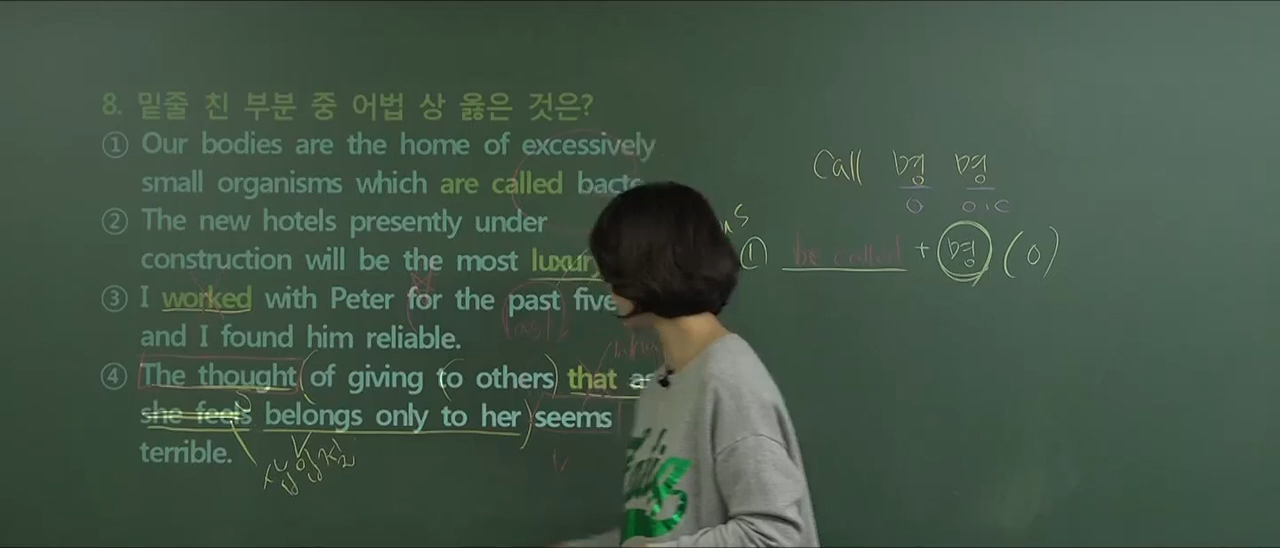 8. 밑줄 친 부분 중 어법 상 옳은 것은?
① Our bodies are the home of excessively
small organisms which are called
② The new hotels presently under
construction will be the most luxury
③ I worked with Peter for the past five
and I found him reliable.
④ The thought (of giving (to others) that
she feels belongs only to her) seems
terrible.
삽입절
V
Call 명 명
O O.C
① be called + 명 (O)